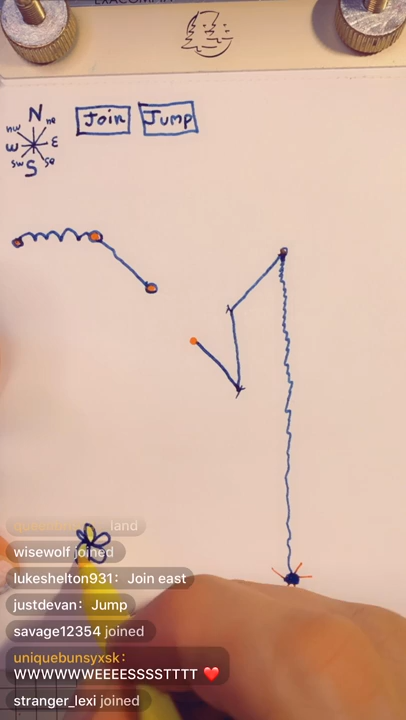 N
nw ne
W E
sw se
S
Join Jump
land
wisewolf joined
lukeshelton931: Join east
justdevan: Jump
savage12354 joined
uniquebunsyxsk:
WWWWWWEEEESSSSTTTT ❤️
stranger_lexi joined